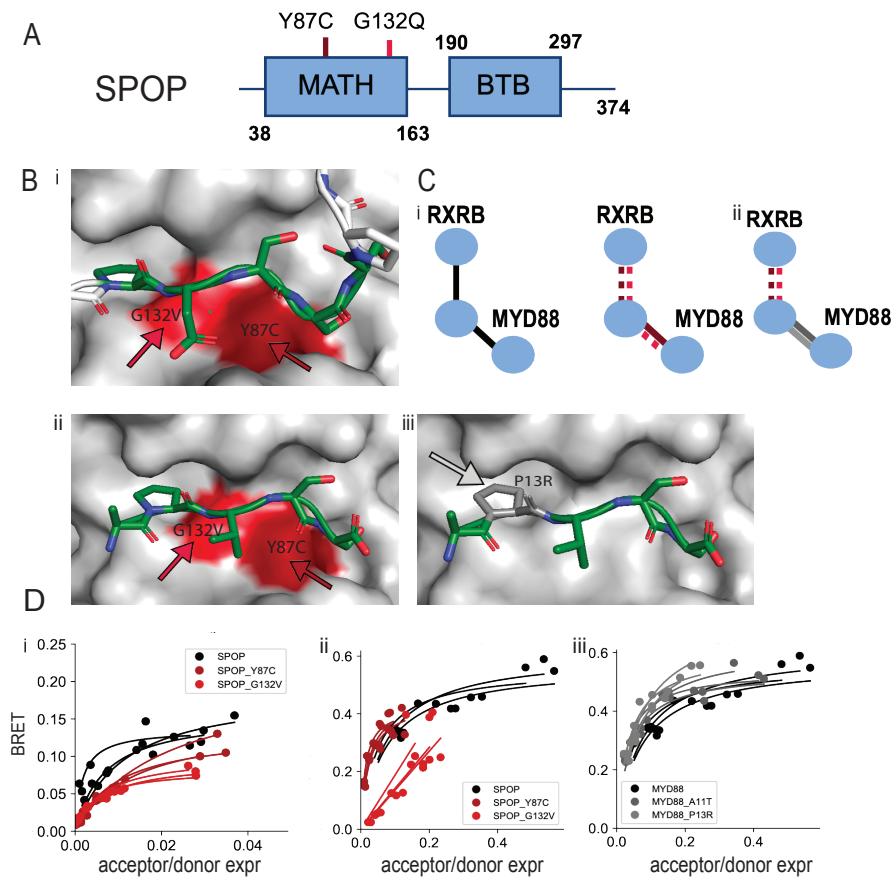 A
Y87C G132Q
190 297
SPOP
MATH
BTB
38 163 374
B i
G132V
Y87C
C
i RXRB
MYD88
RXRB
MYD88
ii RXRB
MYD88
ii
G132V
Y87C
iii
P13R
D
i
BRET
0.25
0.20
0.15
0.10
0.05
0.00
0.00 0.02 0.04
acceptor/donor expr
SPOP
SPOP_Y87C
SPOP_G132V
ii
0.6
0.4
0.2
0.0
0.0 0.2 0.4 0.6
acceptor/donor expr
SPOP
SPOP_Y87C
SPOP_G132V
iii
0.6
0.4
0.2
0.0
0.0 0.2 0.4 0.6
acceptor/donor expr
MYD88
MYD88_A11T
MYD88_P13R